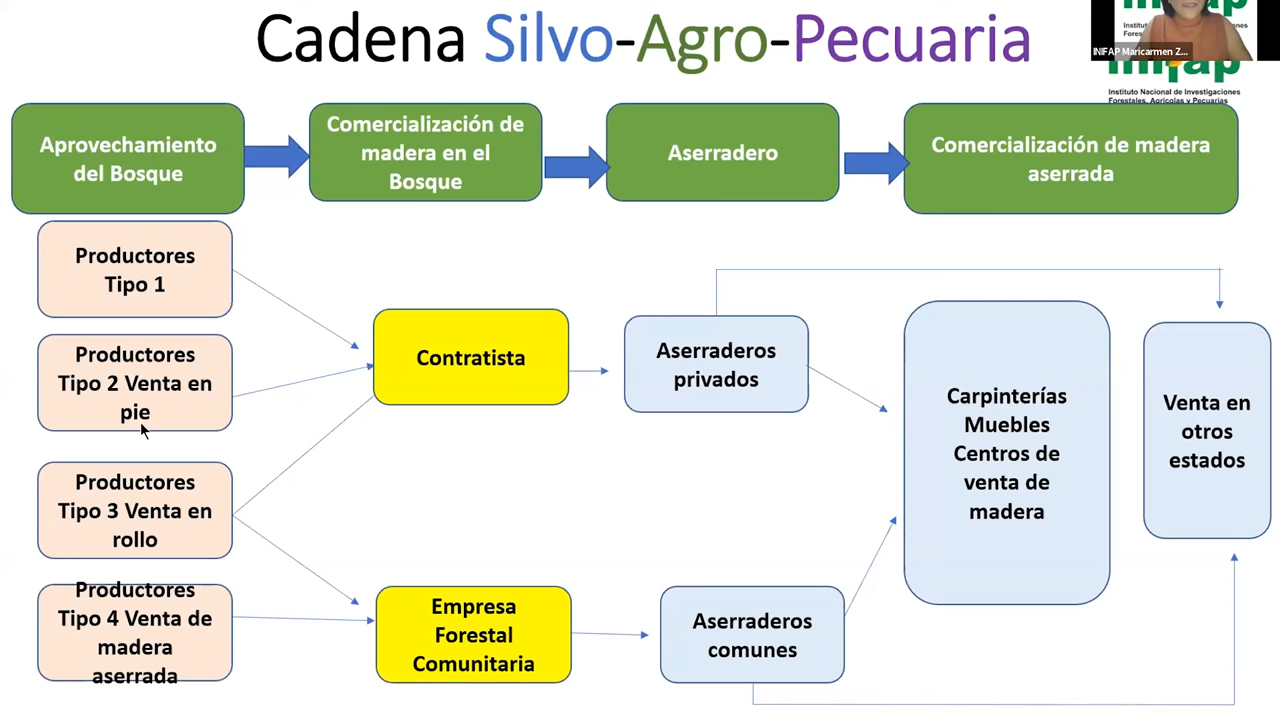 Cadena Silvo-Agro-Pecuaria
INIFAP Maricarmen Z...
Instituto Nacional de Investigaciones
Forestales, Agrícolas y Pecuarias
Aprovechamiento
del Bosque
Comercialización de
madera en el
Bosque
Aserradero
Comercialización de madera
aserrada
Productores
Tipo 1
Productores
Tipo 2 Venta en
pie
Productores
Tipo 3 Venta en
rollo
Productores
Tipo 4 Venta de
madera
aserrada
Contratista
Empresa
Forestal
Comunitaria
Aserraderos
privados
Aserraderos
comunes
Carpinterías
Muebles
Centros de
venta de
madera
Venta en
otros
estados